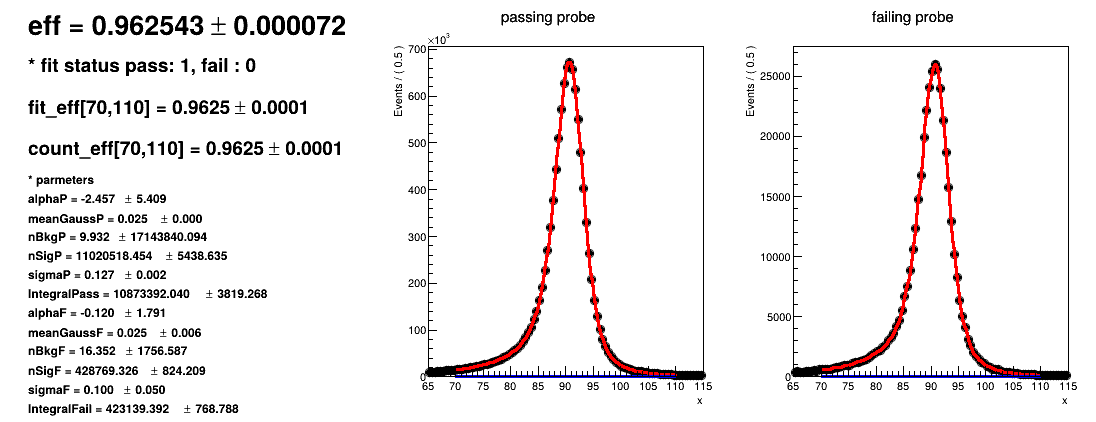 eff = 0.962543 ± 0.000072
* fit status pass: 1, fail : 0
fit_eff[70,110] = 0.9625 ± 0.0001
count_eff[70,110] = 0.9625 ± 0.0001
* parmeters
alphaP = -2.457 ± 5.409
meanGaussP = 0.025 ± 0.000
nBkgP = 9.932 ± 17143840.094
nSigP = 11020518.454 ± 5438.635
sigmaP = 0.127 ± 0.002
IntegralPass = 10873392.040 ± 3819.268
alphaF = -0.120 ± 1.791
meanGaussF = 0.025 ± 0.006
nBkgF = 16.352 ± 1756.587
nSigF = 428769.326 ± 824.209
sigmaF = 0.100 ± 0.050
IntegralFail = 423139.392 ± 768.788
passing probe
×10³
Events / ( 0.5 )
700
600
500
400
300
200
100
0
65 70 75 80 85 90 95 100 105 110 115
x
failing probe
Events / ( 0.5 )
25000
20000
15000
10000
5000
0
65 70 75 80 85 90 95 100 105 110 115
x